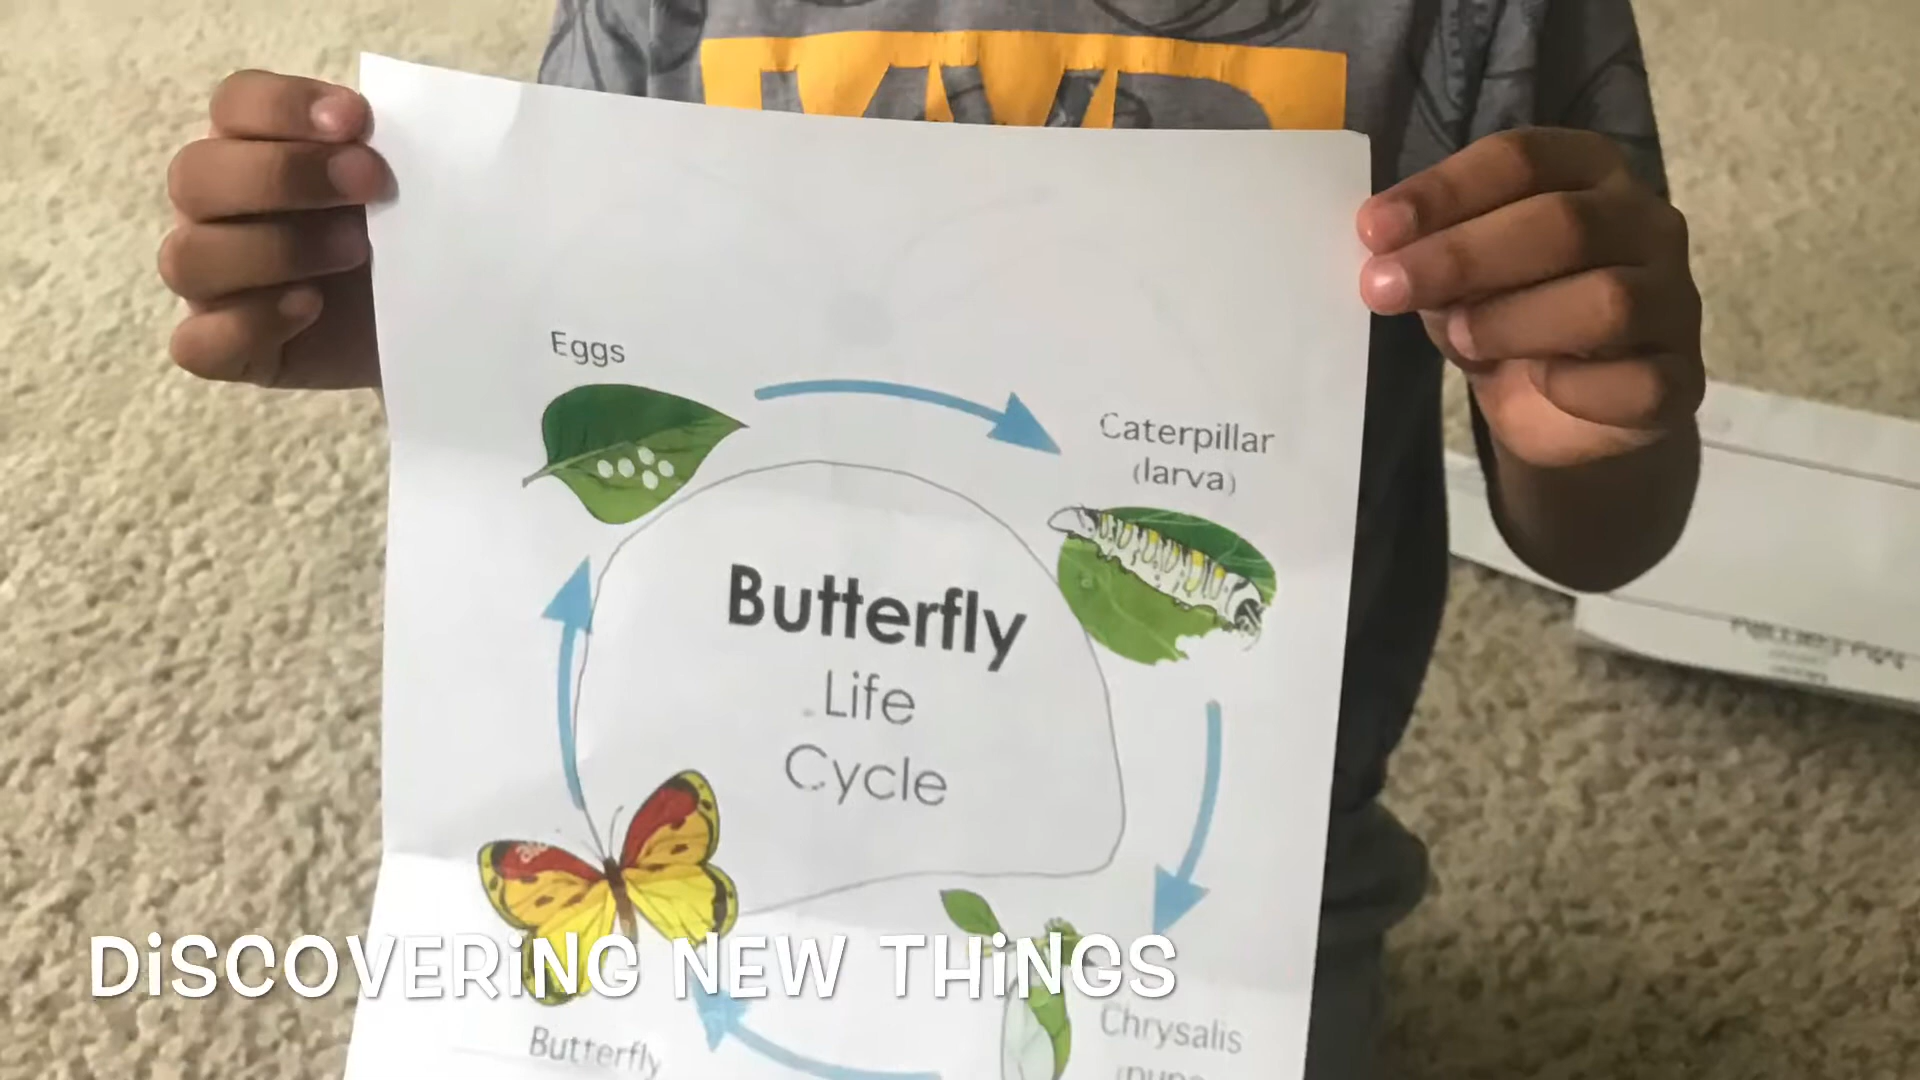 Eggs
Caterpillar
(larva)
Butterfly
Life
Cycle
DiSCOVERiNG NEW THiNGS
Chrysalis
Butterfly